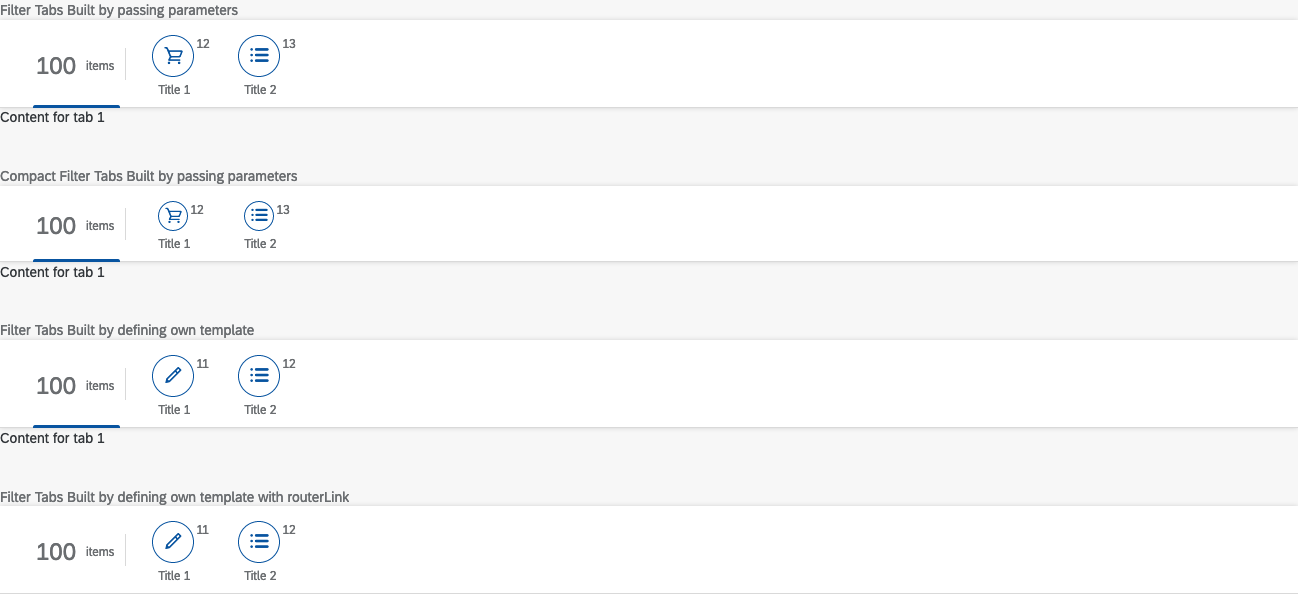 Filter Tabs Built by passing parameters
100 items
12
13
Title 1
Title 2
Content for tab 1
Compact Filter Tabs Built by passing parameters
100 items
12
13
Title 1
Title 2
Content for tab 1
Filter Tabs Built by defining own template
100 items
11
12
Title 1
Title 2
Content for tab 1
Filter Tabs Built by defining own template with routerLink
100 items
11
12
Title 1
Title 2